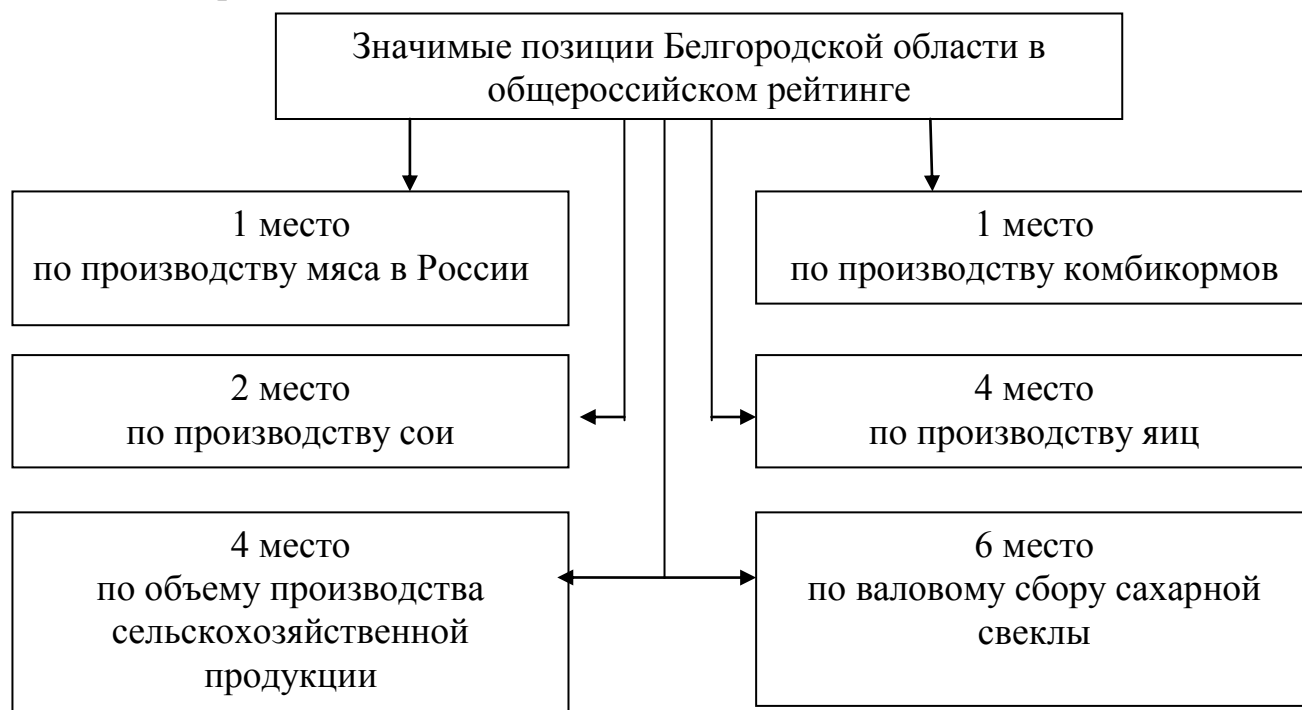 Значимые позиции Белгородской области в
общероссийском рейтинге
1 место
по производству мяса в России
1 место
по производству комбикормов
2 место
по производству сои
4 место
по производству яиц
4 место
по объему производства
сельскохозяйственной
продукции
6 место
по валовому сбору сахарной
свеклы